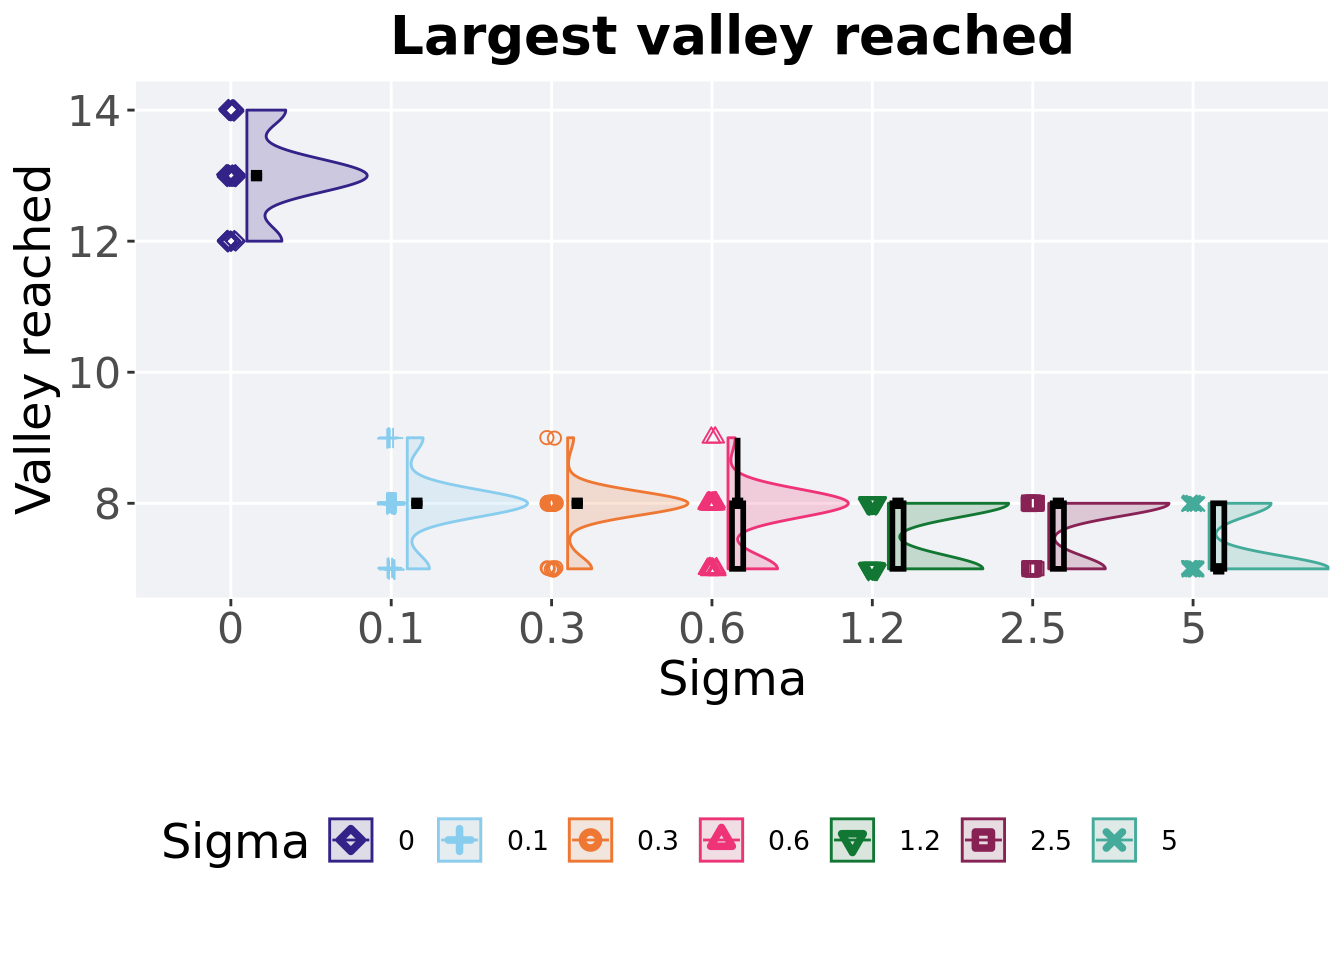 Largest valley reached
Valley reached
14
12
10
8
0 0.1 0.3 0.6 1.2 2.5 5
Sigma
Sigma 0 0.1 0.3 0.6 1.2 2.5 5